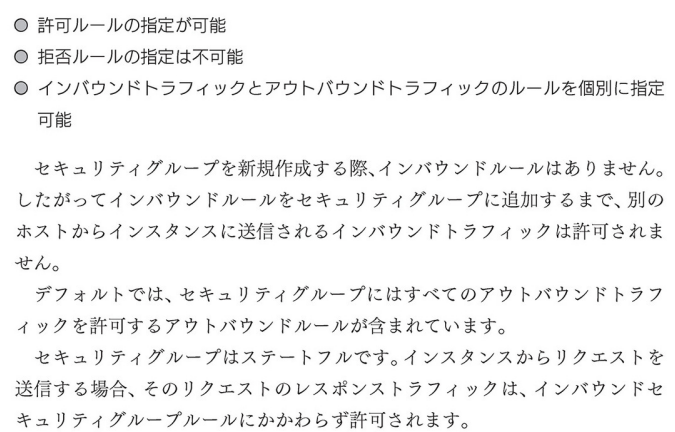 ● 許可ルールの指定が可能
● 拒否ルールの指定は不可能
● インバウンドトラフィックとアウトバウンドトラフィックのルールを個別に指定
可能
セキュリティグループを新規作成する際、インバウンドルールはありません。
したがってインバウンドルールをセキュリティグループに追加するまで、別の
ホストからインスタンスに送信されるインバウンドトラフィックは許可されま
せん。
デフォルトでは、セキュリティグループにはすべてのアウトバウンドトラフ
ィックを許可するアウトバウンドルールが含まれています。
セキュリティグループはステートフルです。インスタンスからリクエストを
送信する場合、そのリクエストのレスポンストラフィックは、インバウンドセ
キュリティグループルールにかかわらず許可されます。